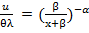 u/θλ = (β/(x+β))^(−α)